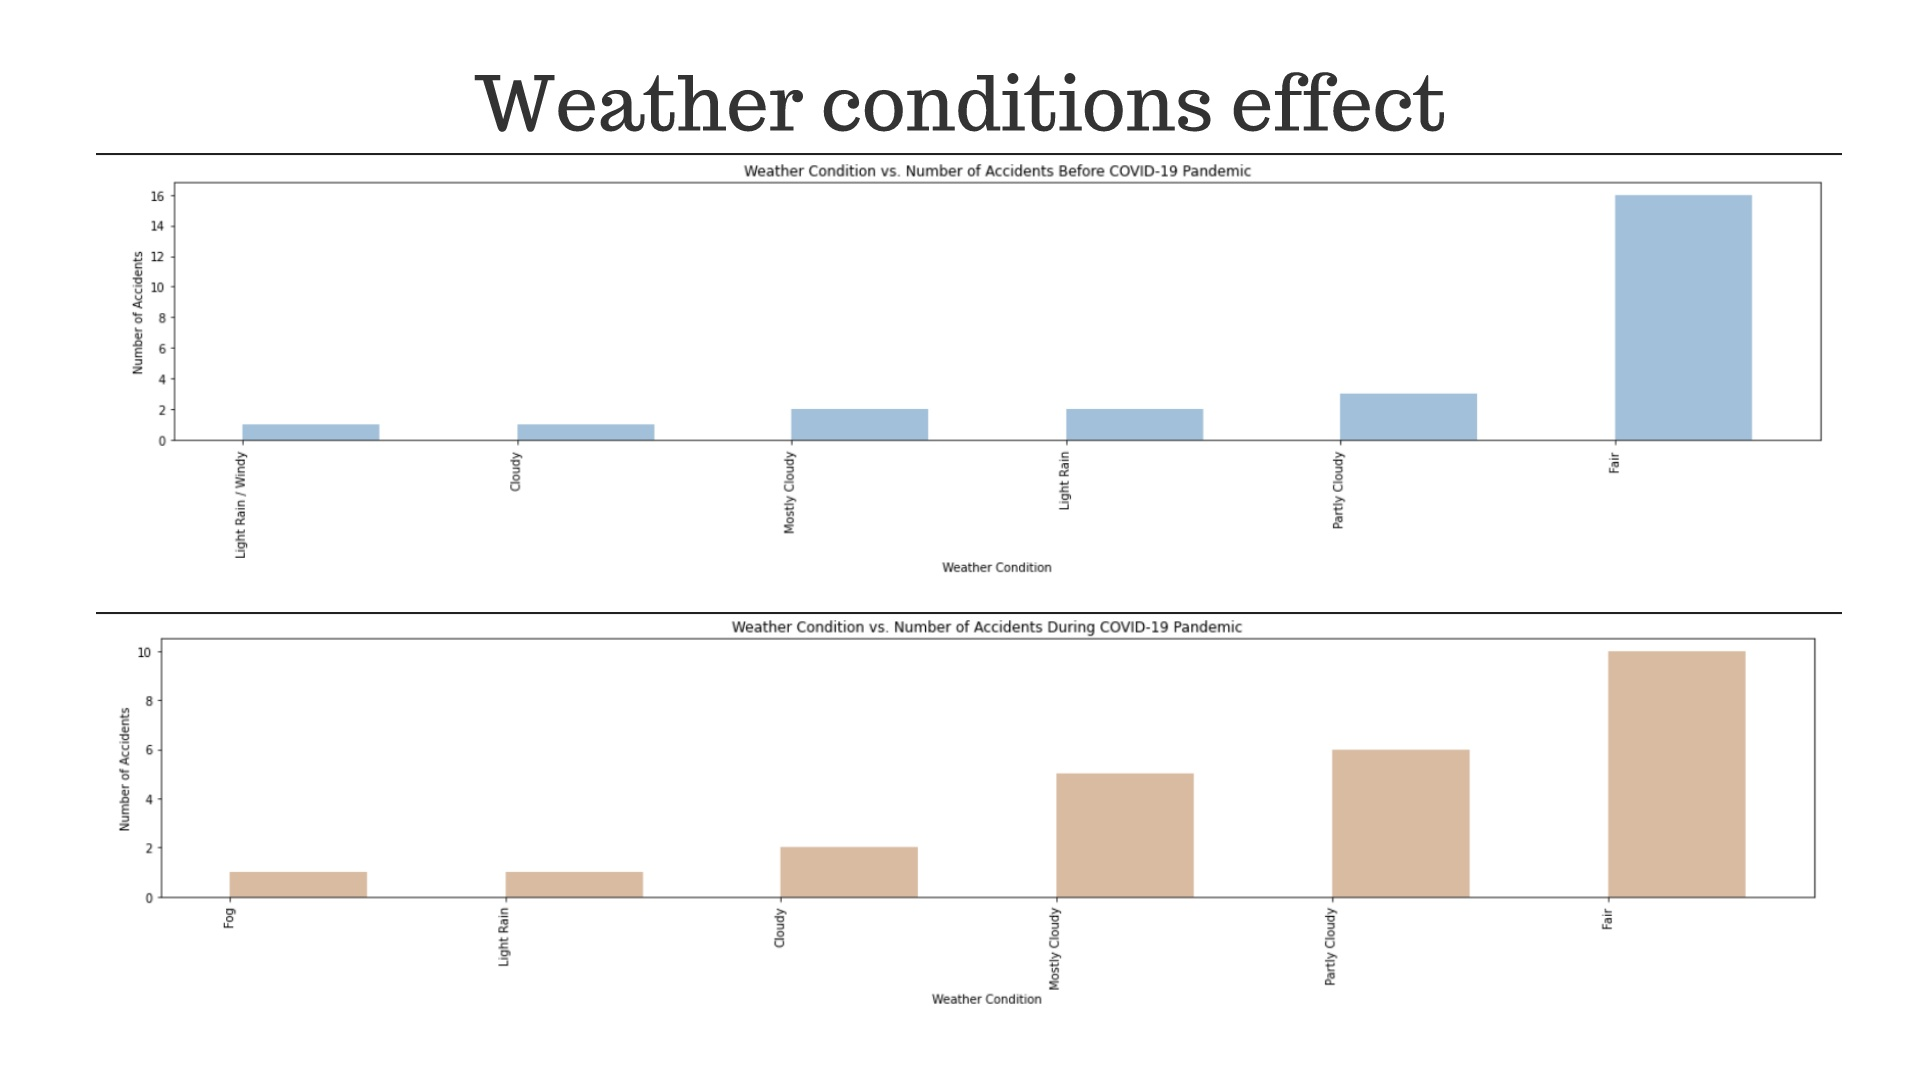 Weather conditions effect
Weather Condition vs. Number of Accidents Before COVID-19 Pandemic
Number of Accidents
16
14
12
10
8
6
4
2
0
Light Rain / Windy
Cloudy
Mostly Cloudy
Light Rain
Partly Cloudy
Fair
Weather Condition
Weather Condition vs. Number of Accidents During COVID-19 Pandemic
Number of Accidents
10
8
6
4
2
0
Fog
Light Rain
Cloudy
Mostly Cloudy
Partly Cloudy
Fair
Weather Condition